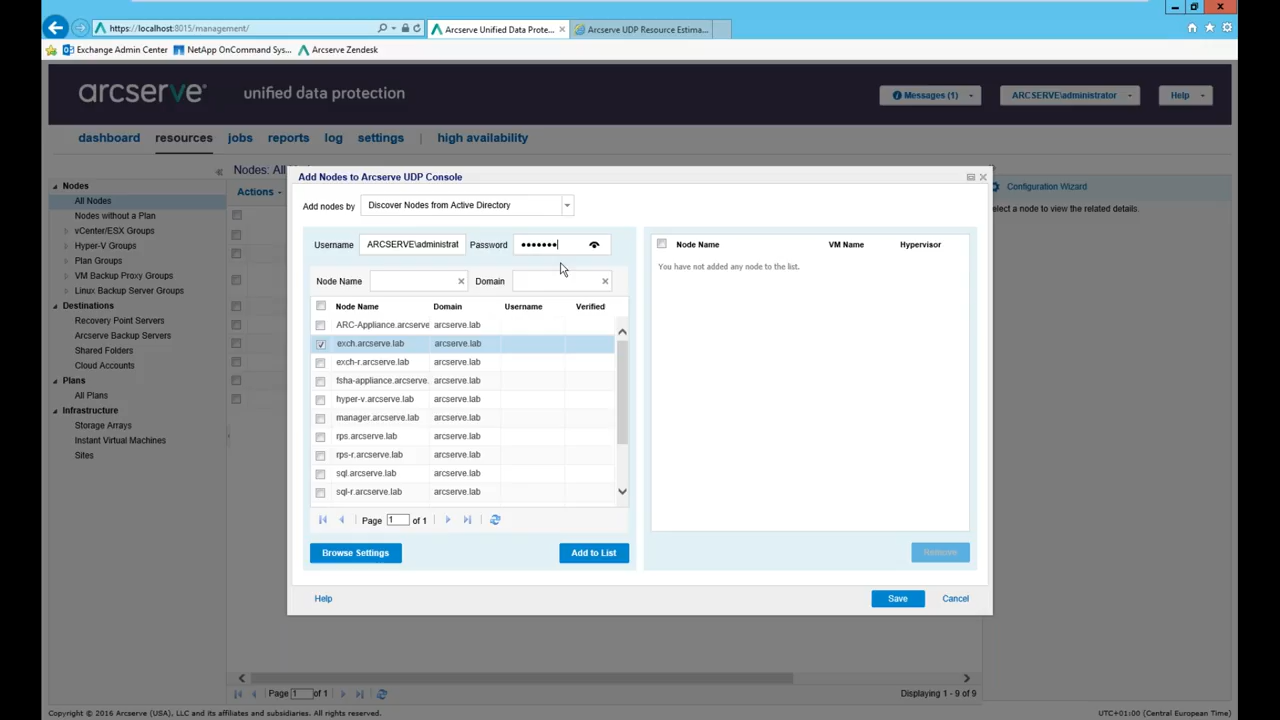 https://localhost:8015/management/
Arcserve Unified Data Prote...
Arcserve UDP Resource Estima...
Exchange Admin Center
NetApp OnCommand Sys...
Arcserve Zendesk
arcserve®
unified data protection
Messages (1)
ARCSERVE\administrator
Help
dashboard
resources
jobs
reports
log
settings
high availability
Nodes: All
Actions
Nodes
All Nodes
Nodes without a Plan
vCenter/ESX Groups
Hyper-V Groups
Plan Groups
VM Backup Proxy Groups
Linux Backup Server Groups
Destinations
Recovery Point Servers
Arcserve Backup Servers
Shared Folders
Cloud Accounts
Plans
All Plans
Infrastructure
Storage Arrays
Instant Virtual Machines
Sites
Add Nodes to Arcserve UDP Console
Add nodes by
Discover Nodes from Active Directory
Username
ARCSERVE\administrat
Password
•••••••
Node Name
Domain
Node Name Domain Username Verified
ARC-Appliance.arcserve arcserve.lab
exch.arcserve.lab arcserve.lab
exch-r.arcserve.lab arcserve.lab
fsha-appliance.arcserve. arcserve.lab
hyper-v.arcserve.lab arcserve.lab
manager.arcserve.lab arcserve.lab
rps.arcserve.lab arcserve.lab
rps-r.arcserve.lab arcserve.lab
sql.arcserve.lab arcserve.lab
sql-r.arcserve.lab arcserve.lab
Page 1 of 1
Browse Settings
Add to List
Node Name VM Name Hypervisor
You have not added any node to the list.
Remove
Help
Save
Cancel
Configuration Wizard
elect a node to view the related details.
Page 1 of 1
Displaying 1 - 9 of 9
Copyright © 2016 Arcserve (USA), LLC and its affiliates and subsidiaries. All rights reserved.
UTC+01:00 (Central European Time)